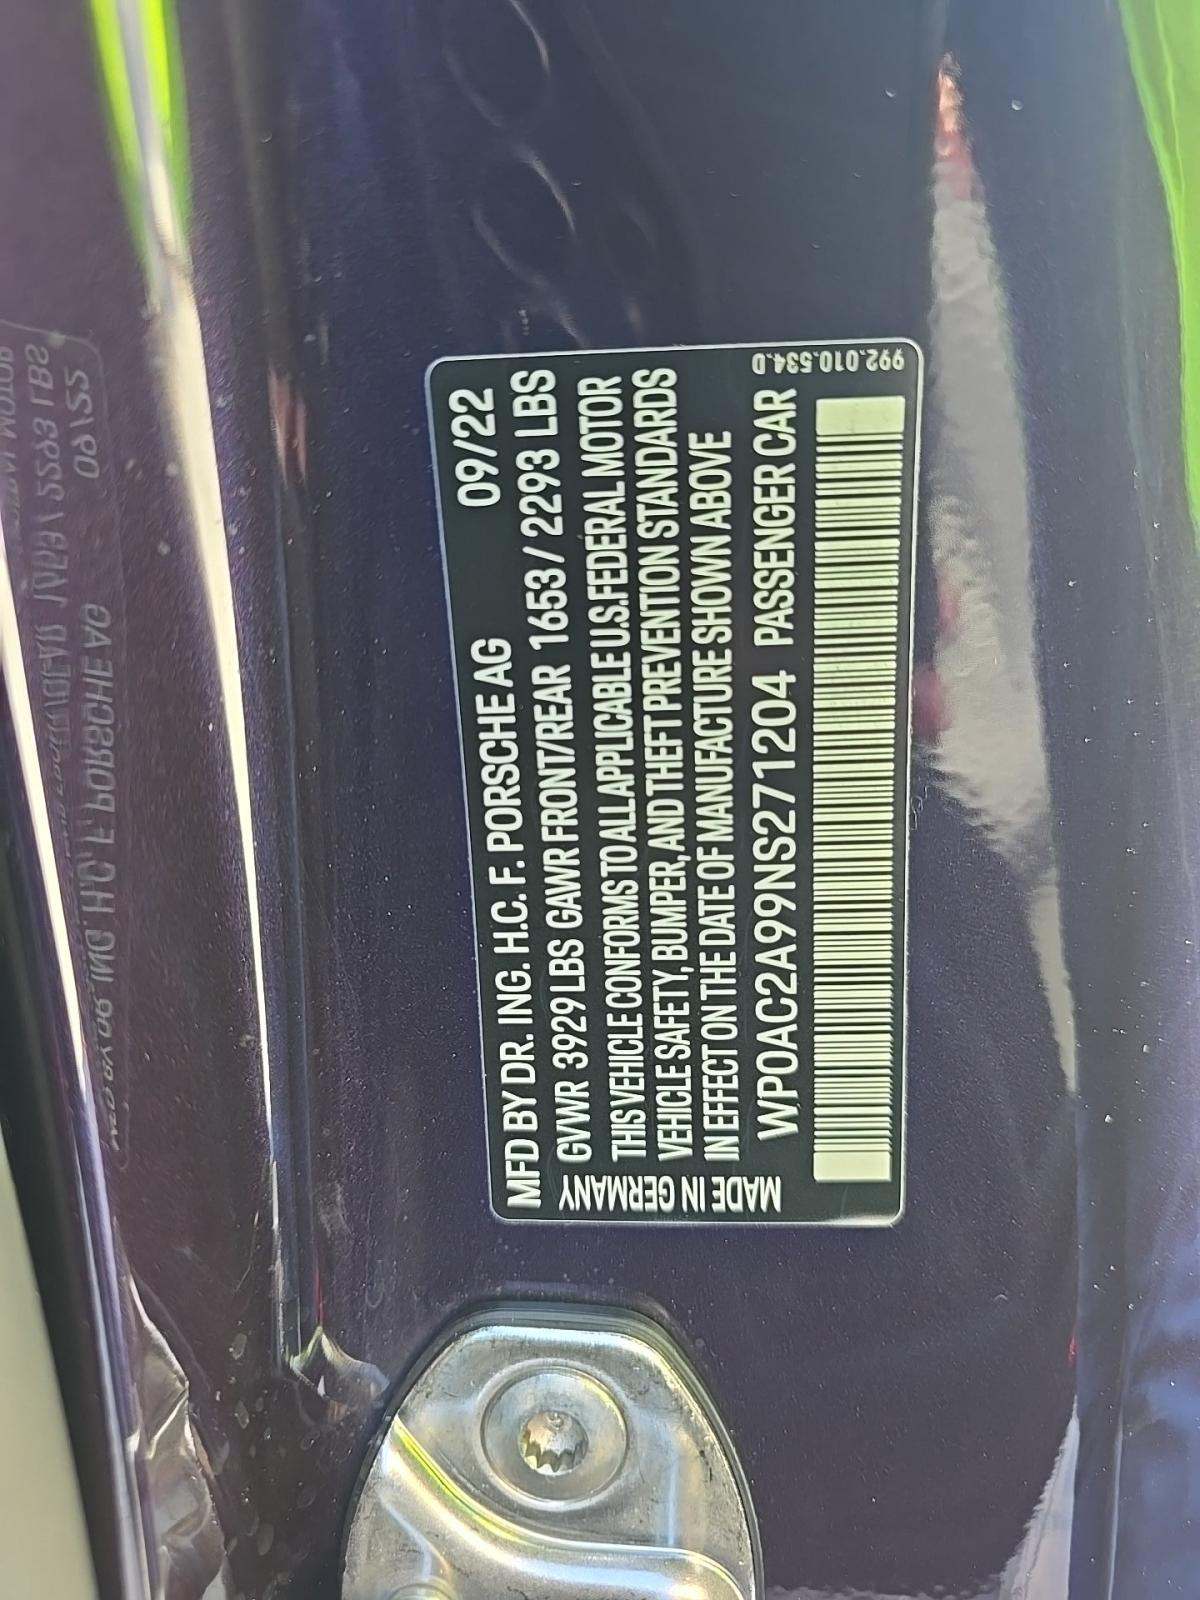 MFD BY DR. ING. H.C. F. PORSCHE AG 09/22
GVWR 3929 LBS GAWR FRONT/REAR 1653 / 2293 LBS
THIS VEHICLE CONFORMS TO ALL APPLICABLE U.S. FEDERAL MOTOR
VEHICLE SAFETY, BUMPER, AND THEFT PREVENTION STANDARDS
IN EFFECT ON THE DATE OF MANUFACTURE SHOWN ABOVE
WP0AC2A99NS271204 PASSENGER CAR
MADE IN GERMANY
992.010.534.D